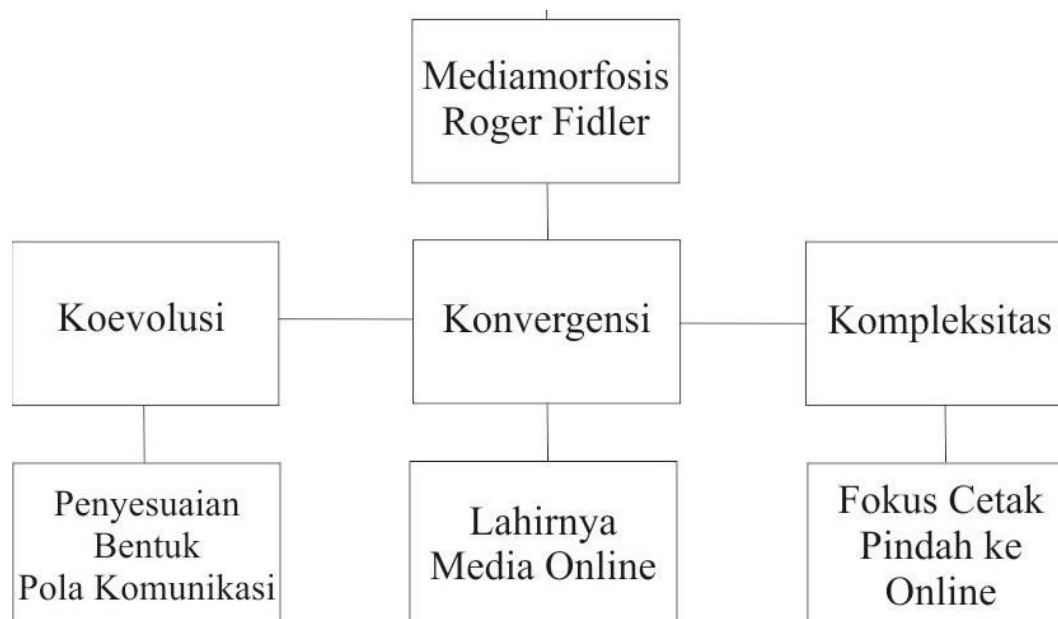 Mediamorfosis
Roger Fidler
Koevolusi
Konvergensi
Kompleksitas
Penyesuaian
Bentuk
Pola Komunikasi
Lahirnya
Media Online
Fokus Cetak
Pindah ke
Online